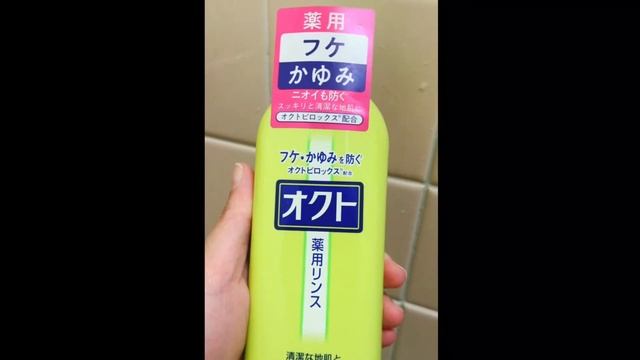 薬用
フケ
かゆみ
ニオイも防ぐ
スッキリと清潔な地肌に
オクトピロックス®配合
フケ・かゆみを防ぐ
オクトピロックス®配合
オクト
薬用リンス
清潔な地肌と